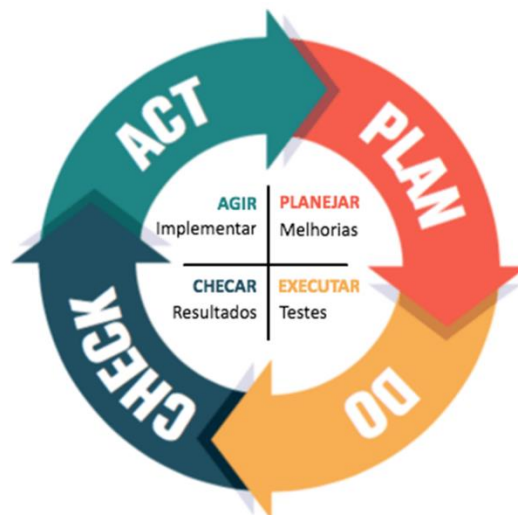 ACT
PLAN
AGIR
Implementar
PLANEJAR
Melhorias
CHECAR
Resultados
EXECUTAR
Testes
CHECK
DO